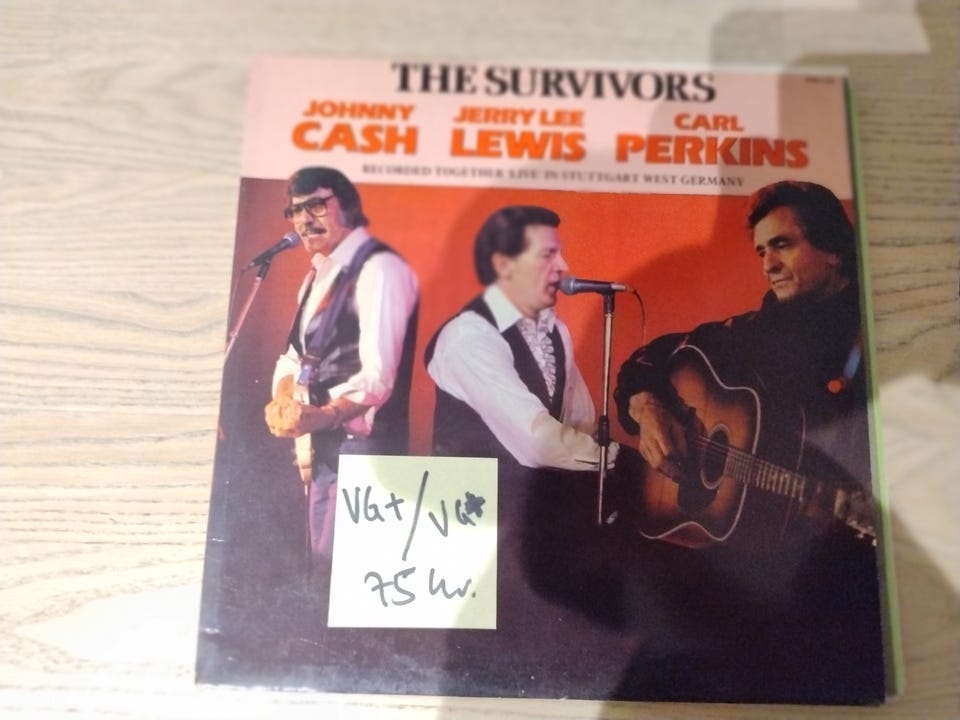 THE SURVIVORS
JOHNNY CASH
JERRY LEE LEWIS
CARL PERKINS
RECORDED TOGETHER 'LIVE' IN STUTTGART WEST GERMANY
VG+/VG+
75 kr.